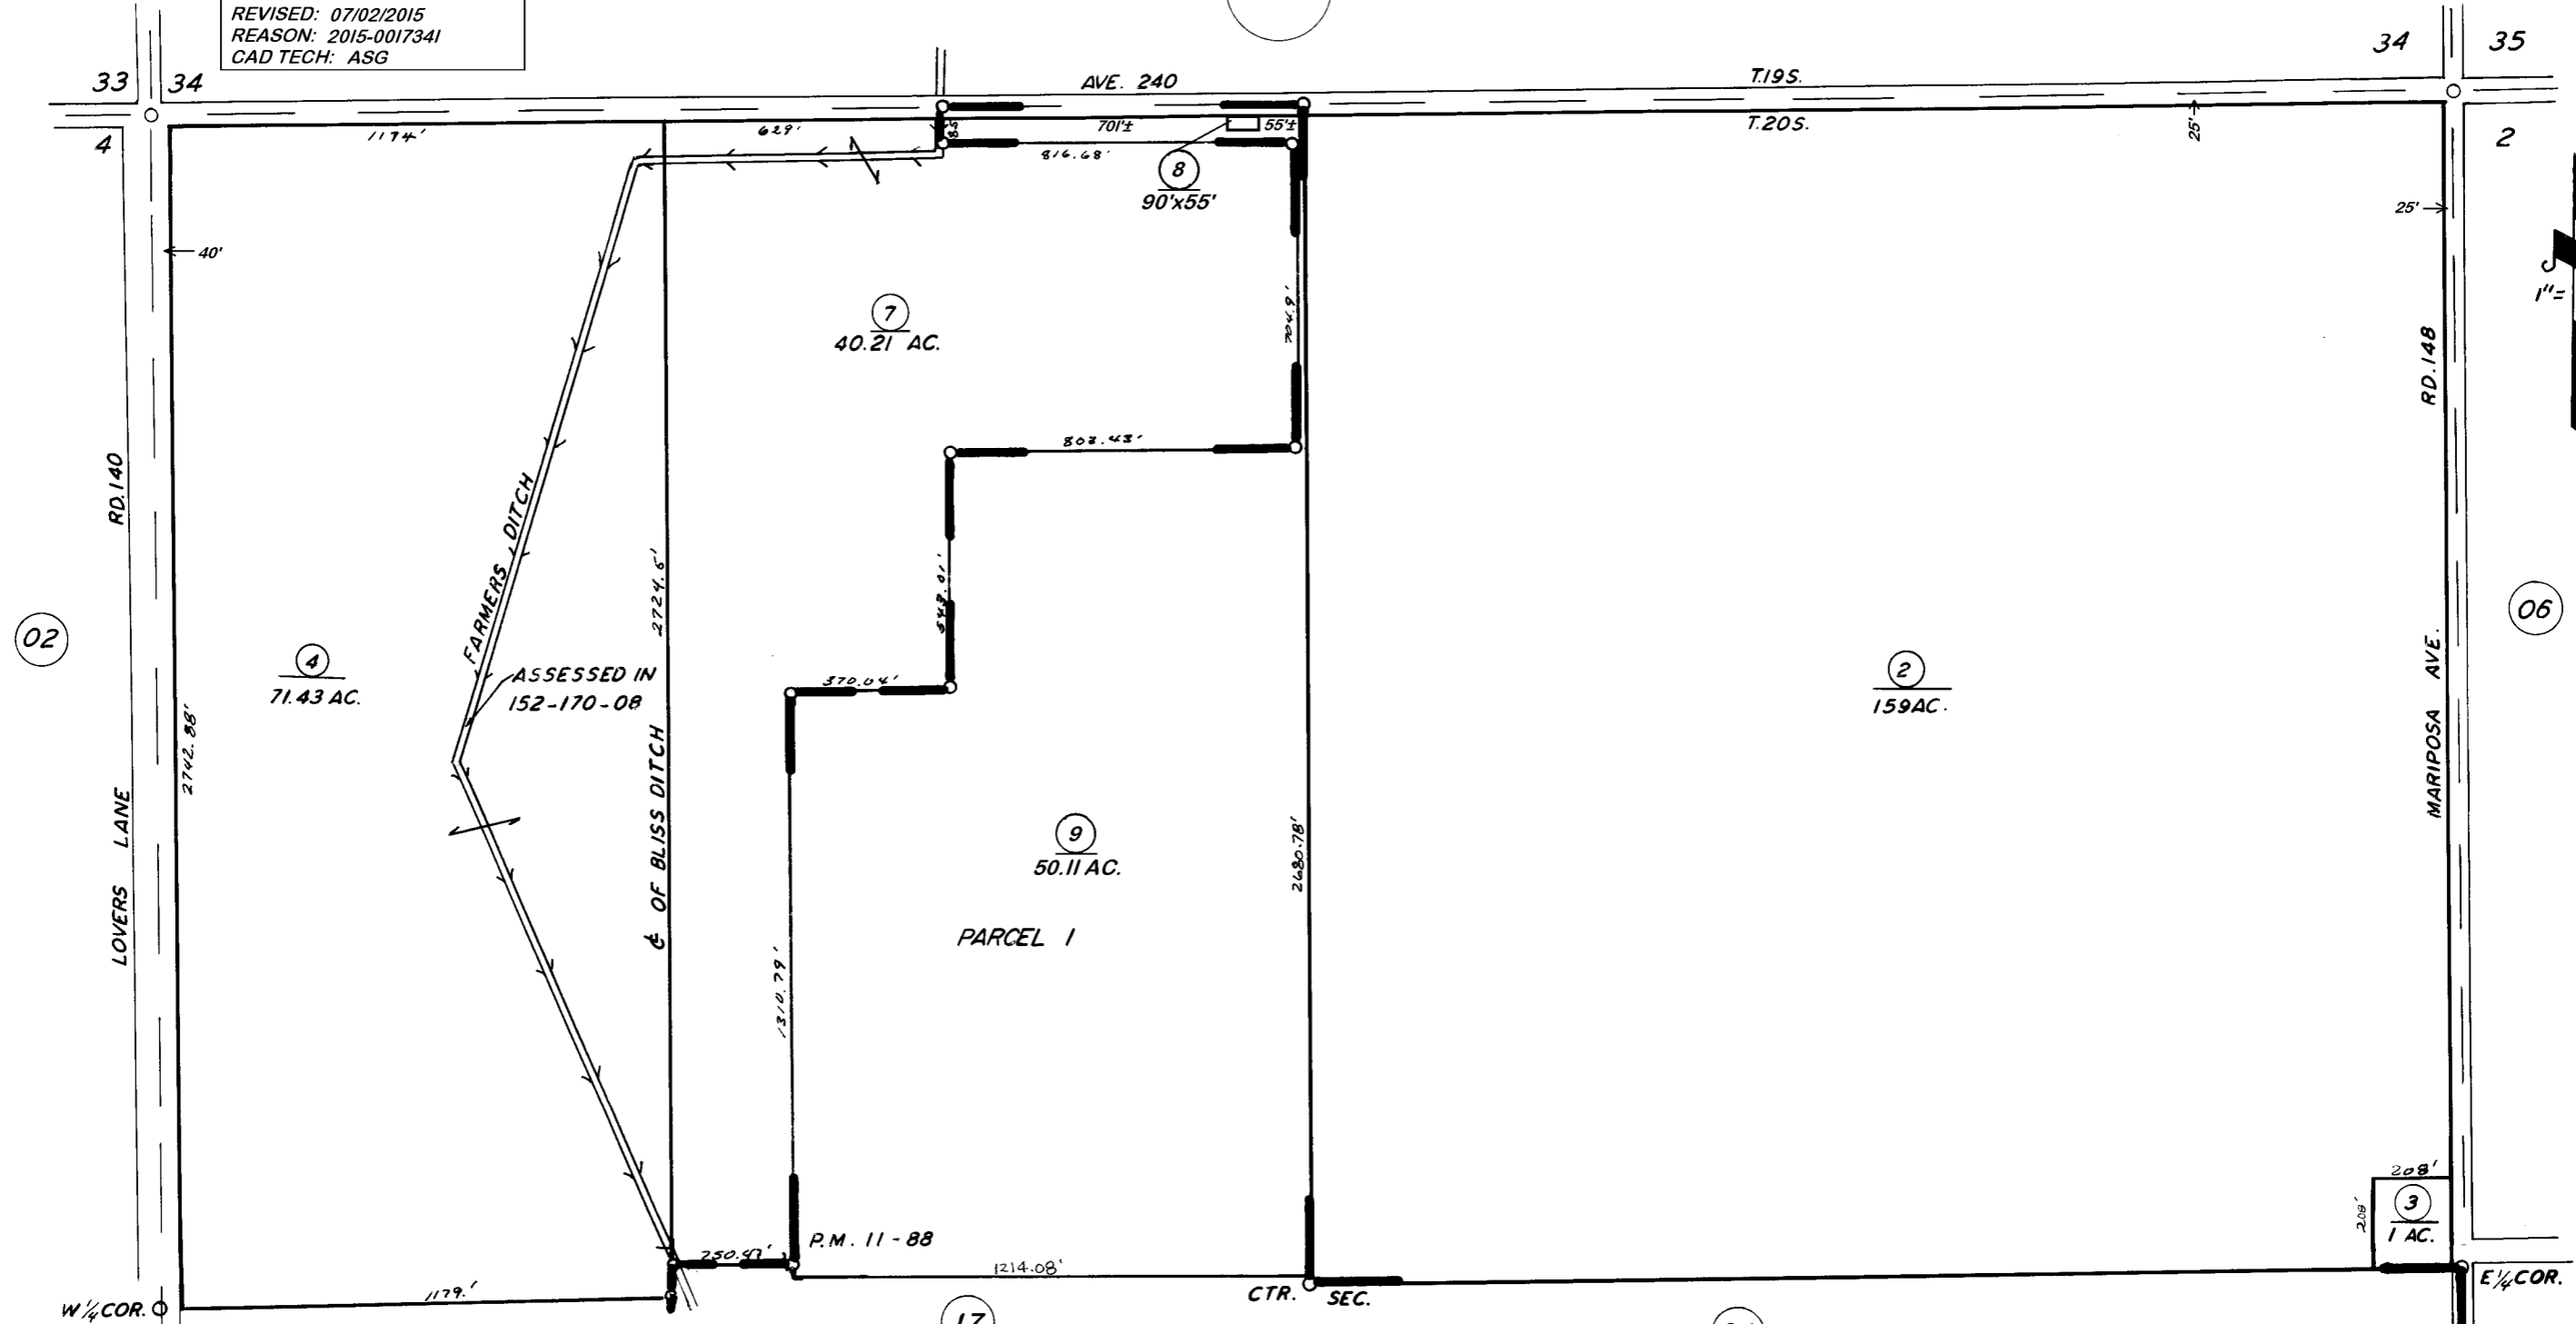 REVISED: 07/02/2015
REASON: 2015-0017341
CAD TECH: ASG
33 34
34 35
AVE. 240
T.19S.
T.20S.
4
2
1174'
629'
85'
701'±
55'±
816.68'
8
90'x55'
25'
25'
40'
1"=
7
40.21 AC.
704.9'
RD.148
803.43'
RD.140
FARMERS DITCH
2724.5'
543.01'
02
06
4
71.43 AC.
ASSESSED IN
152-170-08
370.04'
2
159AC.
MARIPOSA AVE.
2742.88'
LOVERS LANE
℄ OF BLISS DITCH
9
50.11 AC.
2680.78'
PARCEL 1
1310.79'
208'
208'
3
1 AC.
P.M. 11-88
250.47'
1214.08'
1179.'
W¼COR.
CTR. SEC.
E¼COR.
17